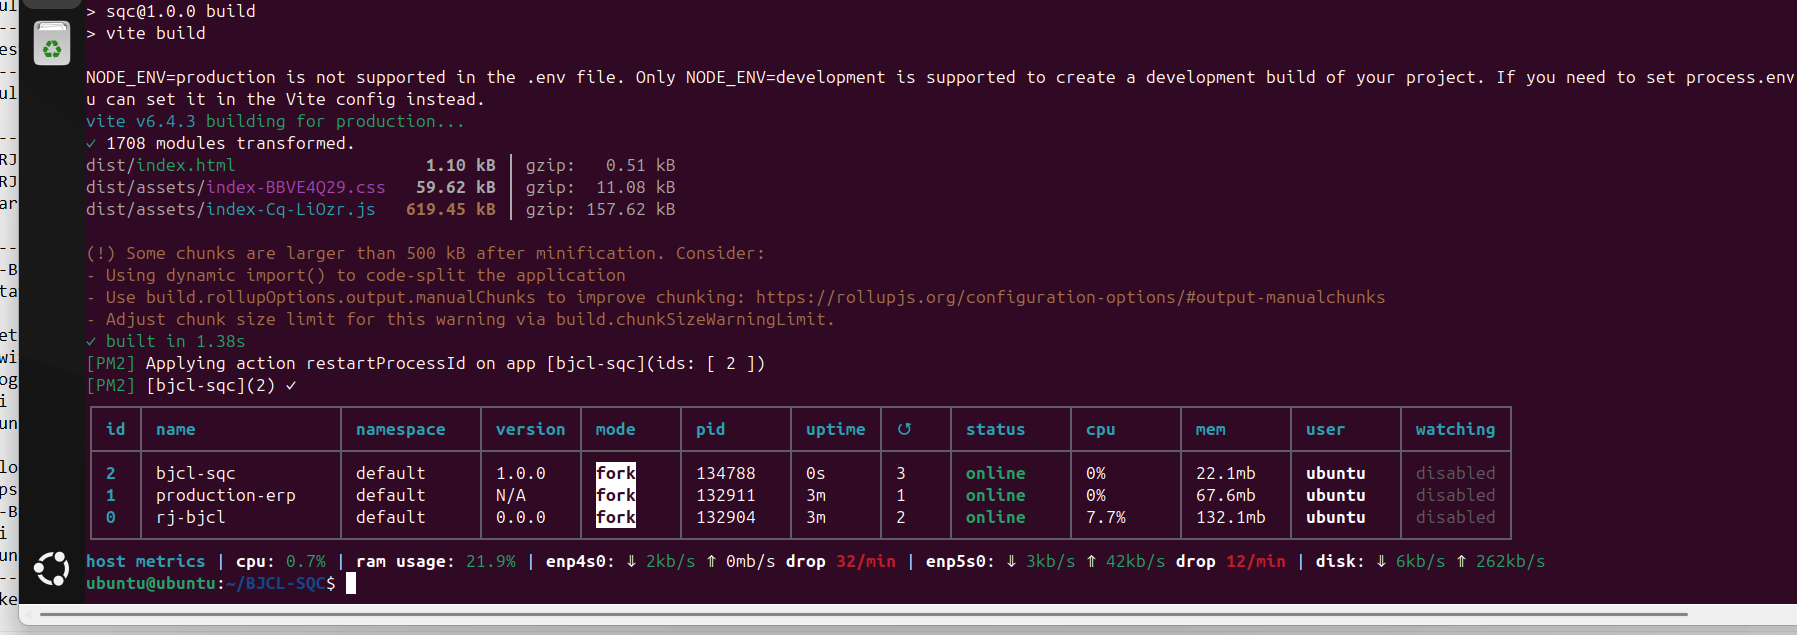 > sqc@1.0.0 build
> vite build
NODE_ENV=production is not supported in the .env file. Only NODE_ENV=development is supported to create a development build of your project. If you need to set process.env
u can set it in the Vite config instead.
vite v6.4.3 building for production...
✓ 1708 modules transformed.
dist/index.html 1.10 kB │ gzip: 0.51 kB
dist/assets/index-BBVE4Q29.css 59.62 kB │ gzip: 11.08 kB
dist/assets/index-Cq-LiOzr.js 619.45 kB │ gzip: 157.62 kB
(!) Some chunks are larger than 500 kB after minification. Consider:
- Using dynamic import() to code-split the application
- Use build.rollupOptions.output.manualChunks to improve chunking: https://rollupjs.org/configuration-options/#output-manualchunks
- Adjust chunk size limit for this warning via build.chunkSizeWarningLimit.
✓ built in 1.38s
[PM2] Applying action restartProcessId on app [bjcl-sqc](ids: [ 2 ])
[PM2] [bjcl-sqc](2) ✓
id │ name │ namespace │ version │ mode │ pid │ uptime │ ↺ │ status │ cpu │ mem │ user │ watching
2 │ bjcl-sqc │ default │ 1.0.0 │ fork │ 134788 │ 0s │ 3 │ online │ 0% │ 22.1mb │ ubuntu │ disabled
1 │ production-erp │ default │ N/A │ fork │ 132911 │ 3m │ 1 │ online │ 0% │ 67.6mb │ ubuntu │ disabled
0 │ rj-bjcl │ default │ 0.0.0 │ fork │ 132904 │ 3m │ 2 │ online │ 7.7% │ 132.1mb │ ubuntu │ disabled
host metrics | cpu: 0.7% | ram usage: 21.9% | enp4s0: ⇓ 2kb/s ⇑ 0mb/s drop 32/min | enp5s0: ⇓ 3kb/s ⇑ 42kb/s drop 12/min | disk: ⇓ 6kb/s ⇑ 262kb/s
ubuntu@ubuntu:~/BJCL-SQC$